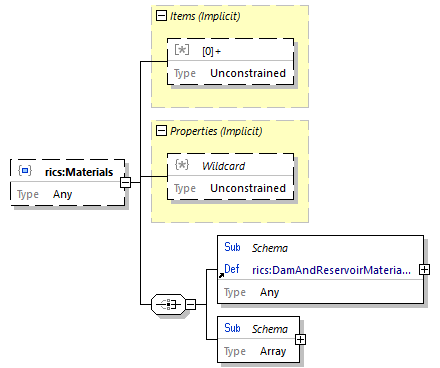 Items (Implicit)
[*] [0]+
Type Unconstrained
Properties (Implicit)
{*} Wildcard
Type Unconstrained
rics:Materials
Type Any
Sub Schema
Def rics:DamAndReservoirMateria...
Type Any
Sub Schema
Type Array